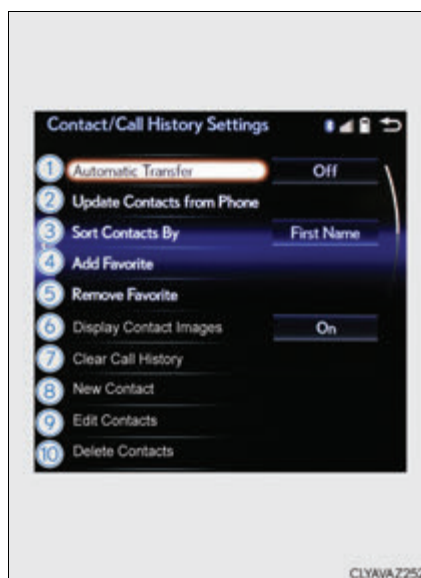 Contact/Call History Settings
1 Automatic Transfer Off
2 Update Contacts from Phone
3 Sort Contacts By First Name
4 Add Favorite
5 Remove Favorite
6 Display Contact Images On
7 Clear Call History
8 New Contact
9 Edit Contacts
10 Delete Contacts
CLYAVAZ252